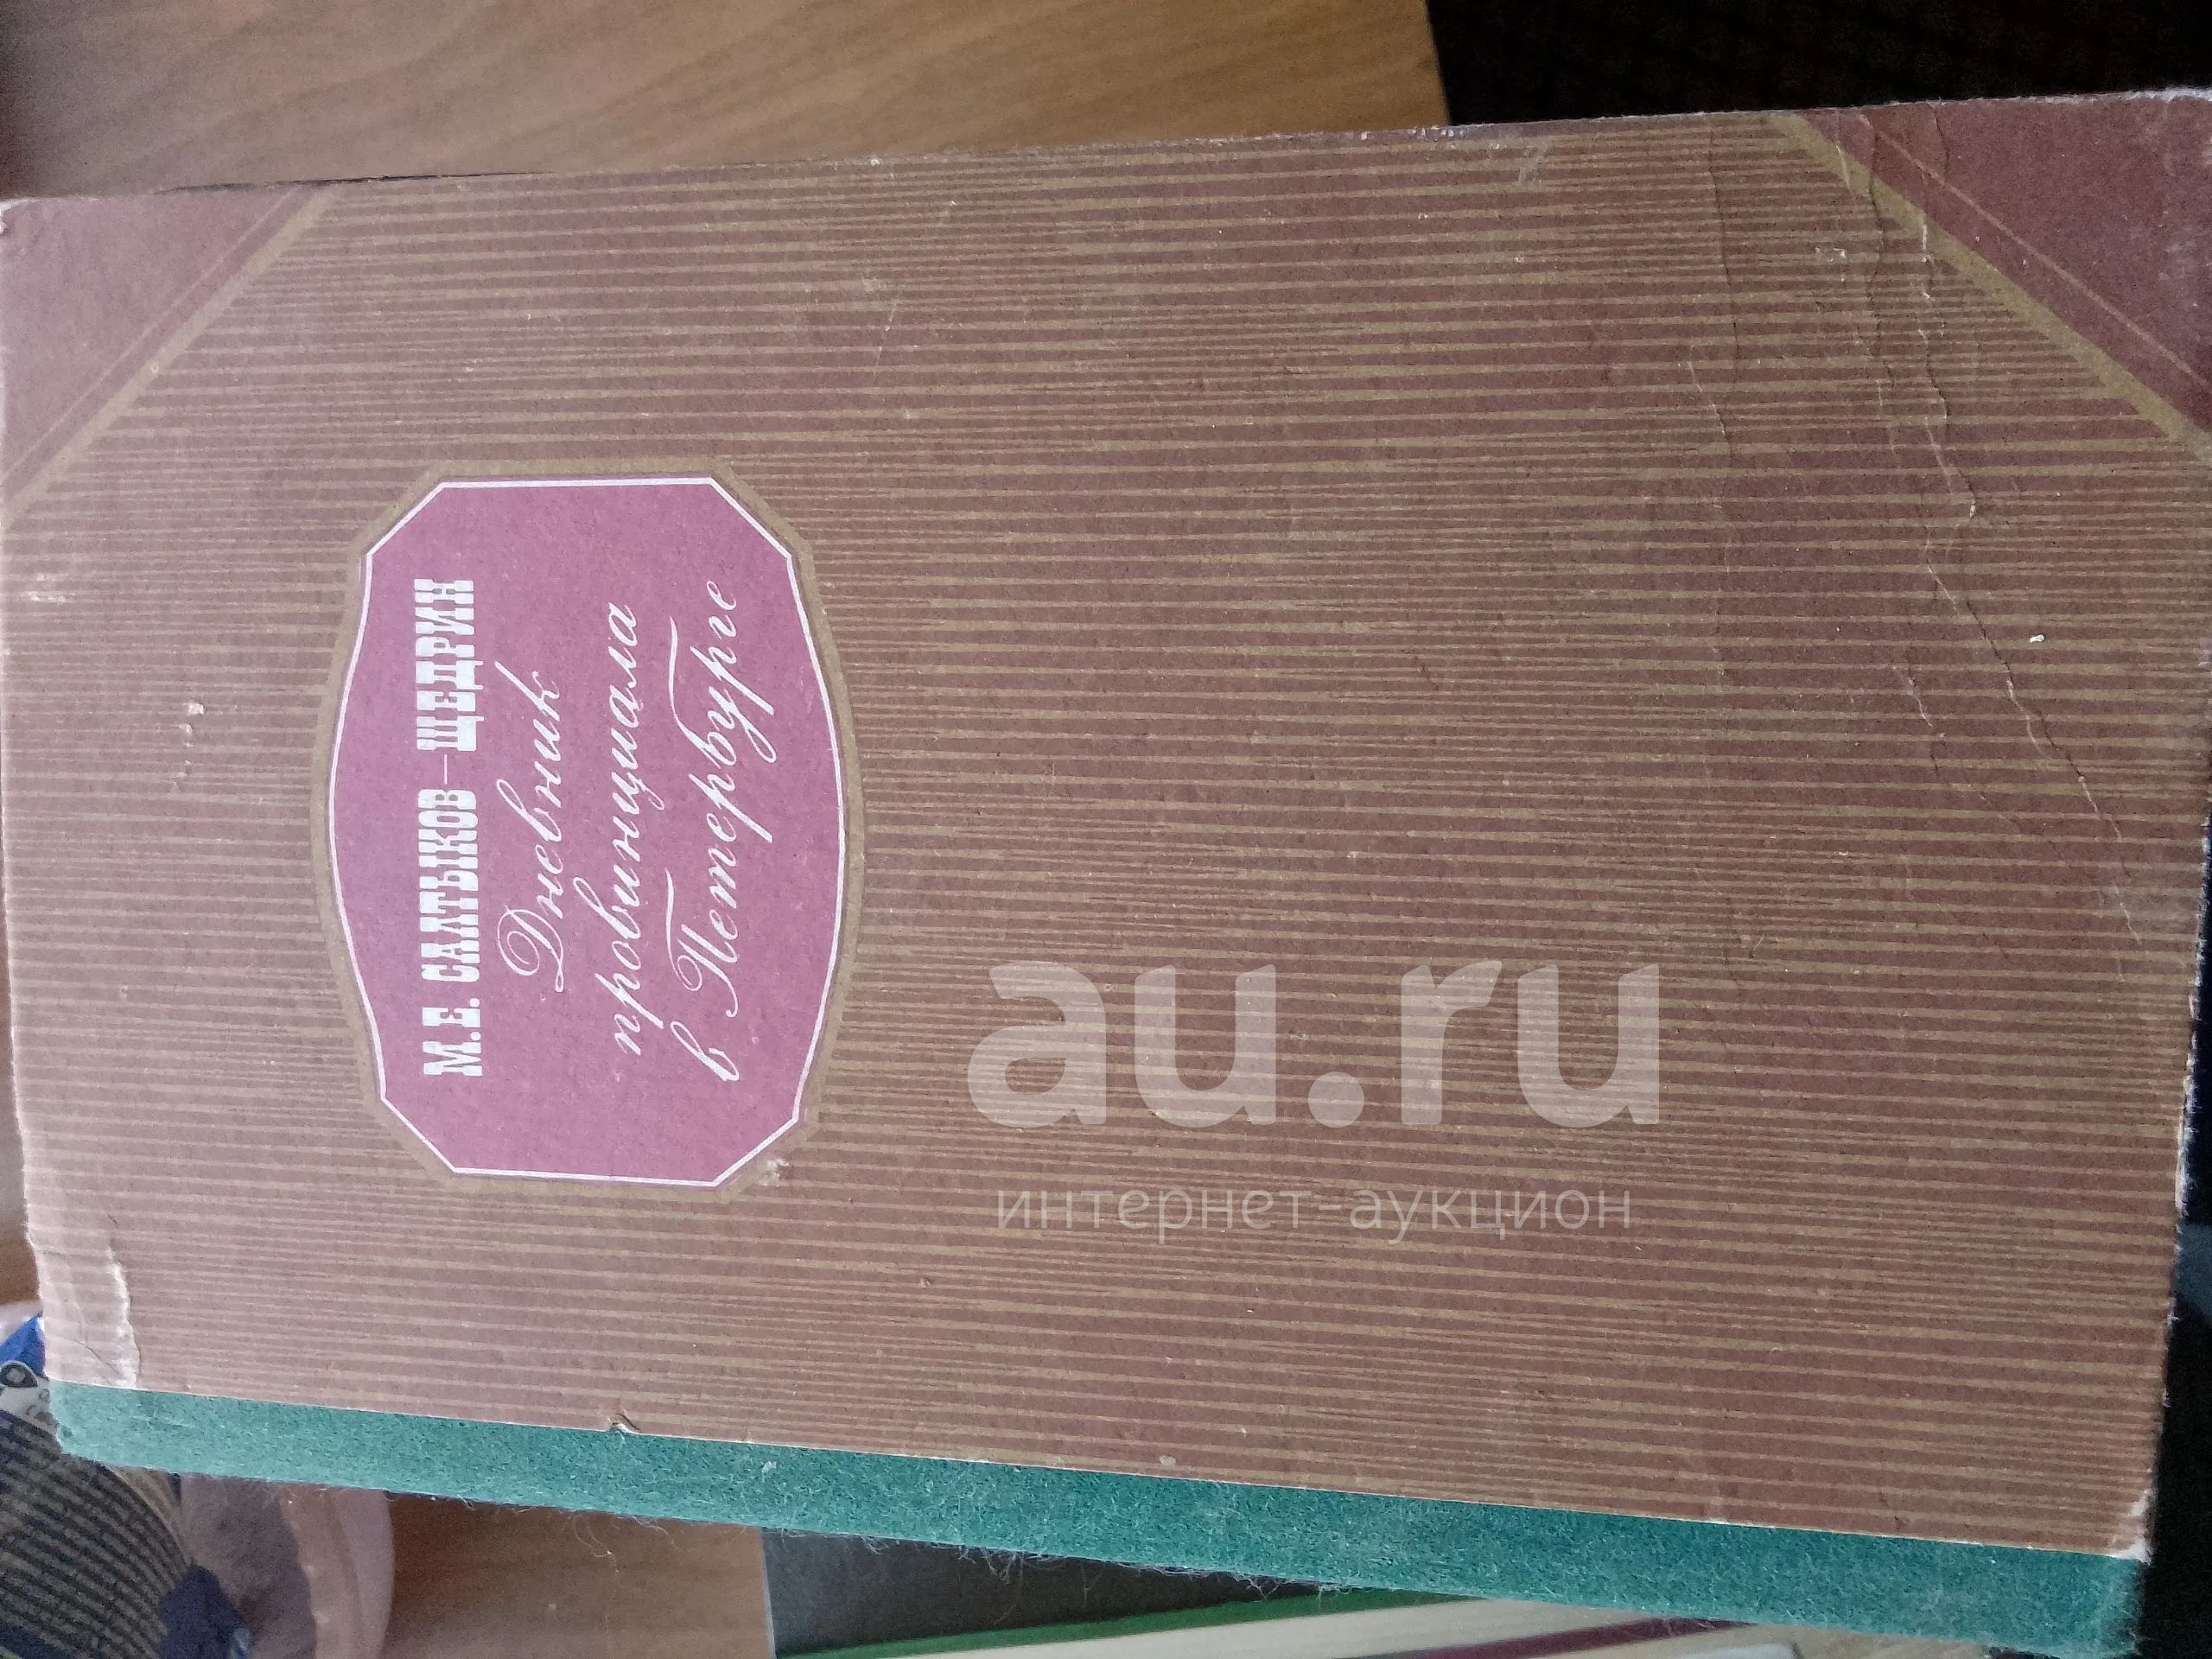 М.Е. САЛТЫКОВ–ЩЕДРИН
Дневник
провинциала
в Петербурге
au.ru
интернет-аукцион